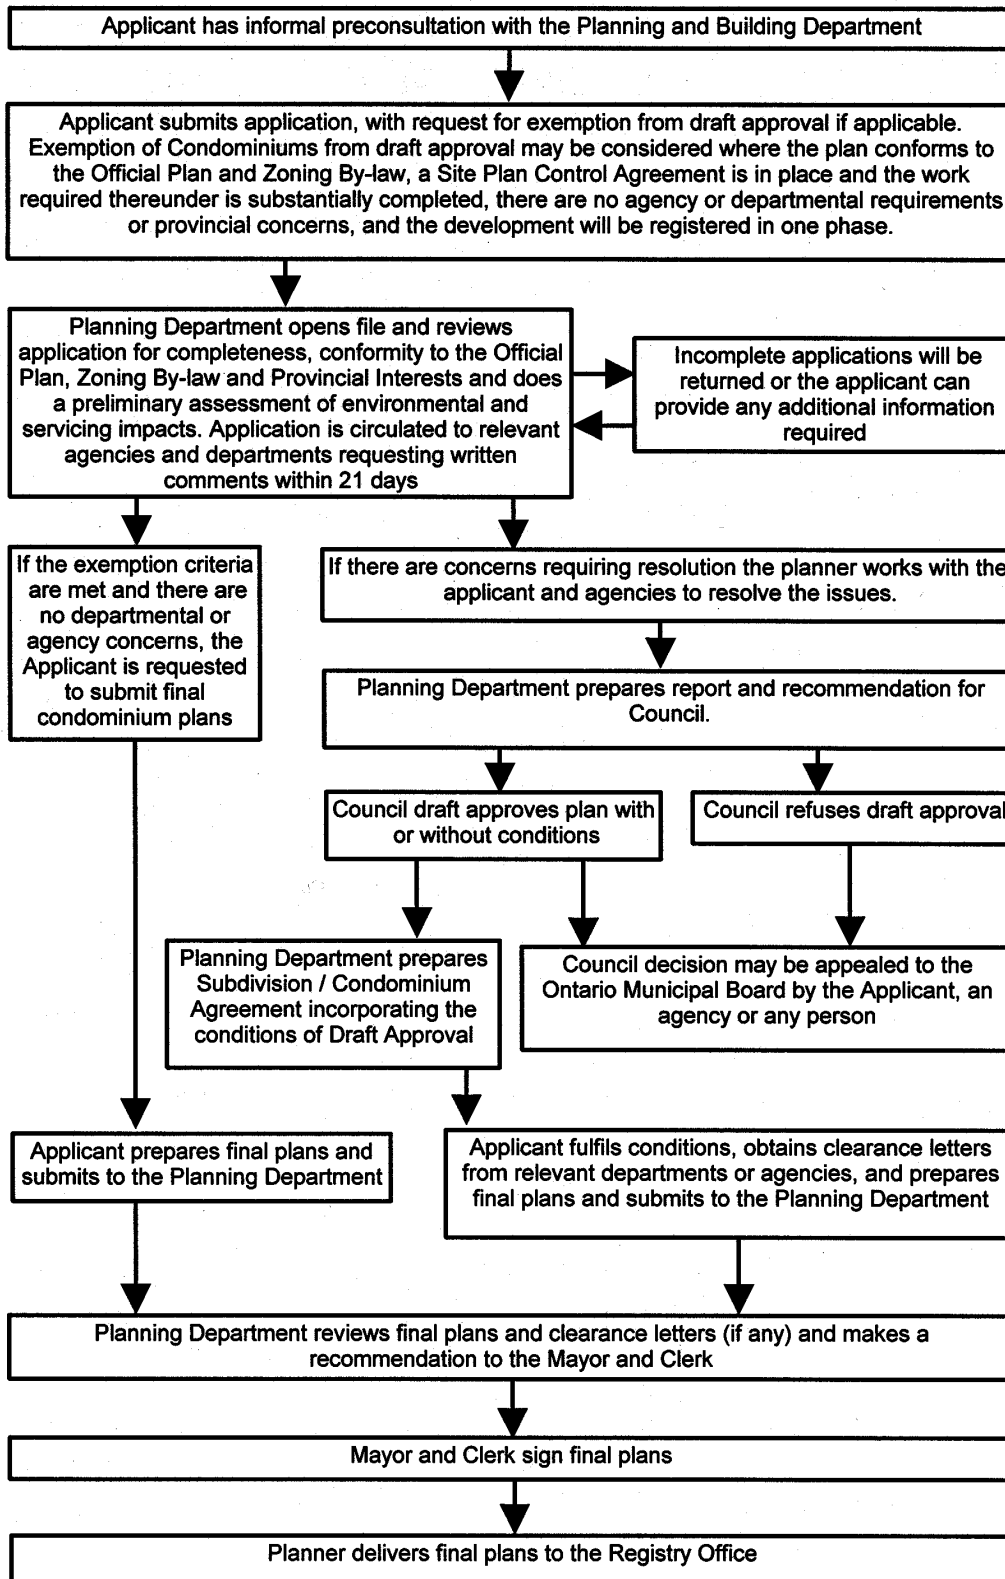 Applicant has informal preconsultation with the Planning and Building Department
Applicant submits application, with request for exemption from draft approval if applicable.
Exemption of Condominiums from draft approval may be considered where the plan conforms to
the Official Plan and Zoning By-law, a Site Plan Control Agreement is in place and the work
required thereunder is substantially completed, there are no agency or departmental requirements
or provincial concerns, and the development will be registered in one phase.
Planning Department opens file and reviews
application for completeness, conformity to the Official
Plan, Zoning By-law and Provincial Interests and does
a preliminary assessment of environmental and
servicing impacts. Application is circulated to relevant
agencies and departments requesting written
comments within 21 days
Incomplete applications will be
returned or the applicant can
provide any additional information
required
If the exemption criteria
are met and there are
no departmental or
agency concerns, the
Applicant is requested
to submit final
condominium plans
If there are concerns requiring resolution the planner works with the
applicant and agencies to resolve the issues.
Planning Department prepares report and recommendation for
Council.
Council draft approves plan with
or without conditions
Council refuses draft approval
Planning Department prepares
Subdivision / Condominium
Agreement incorporating the
conditions of Draft Approval
Council decision may be appealed to the
Ontario Municipal Board by the Applicant, an
agency or any person
Applicant prepares final plans and
submits to the Planning Department
Applicant fulfils conditions, obtains clearance letters
from relevant departments or agencies, and prepares
final plans and submits to the Planning Department
Planning Department reviews final plans and clearance letters (if any) and makes a
recommendation to the Mayor and Clerk
Mayor and Clerk sign final plans
Planner delivers final plans to the Registry Office